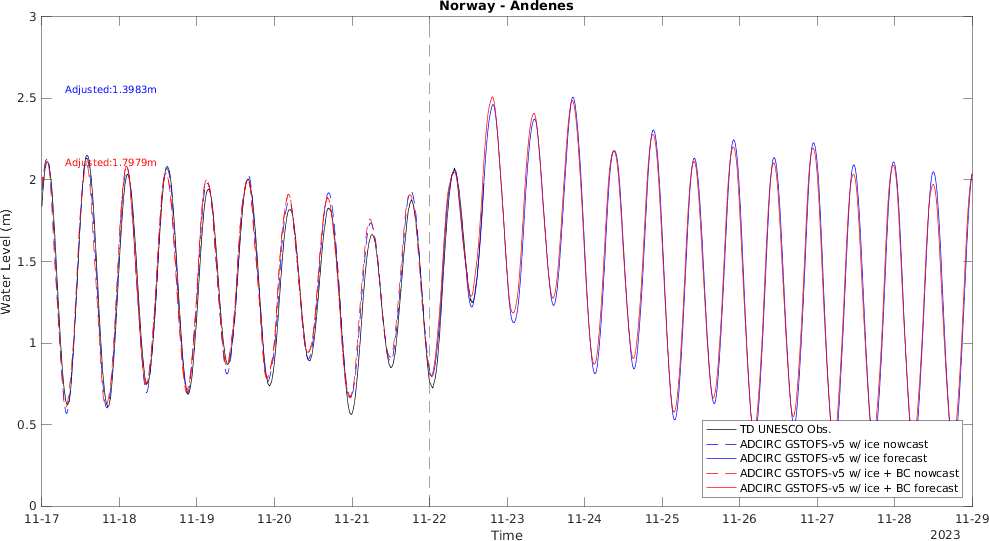 Norway - Andenes
3
2.5
2
1.5
1
0.5
0
Water Level (m)
Adjusted:1.3983m
Adjusted:1.7979m
TD UNESCO Obs.
ADCIRC GSTOFS-v5 w/ ice nowcast
ADCIRC GSTOFS-v5 w/ ice forecast
ADCIRC GSTOFS-v5 w/ ice + BC nowcast
ADCIRC GSTOFS-v5 w/ ice + BC forecast
11-17 11-18 11-19 11-20 11-21 11-22 11-23 11-24 11-25 11-26 11-27 11-28 11-29
Time
2023